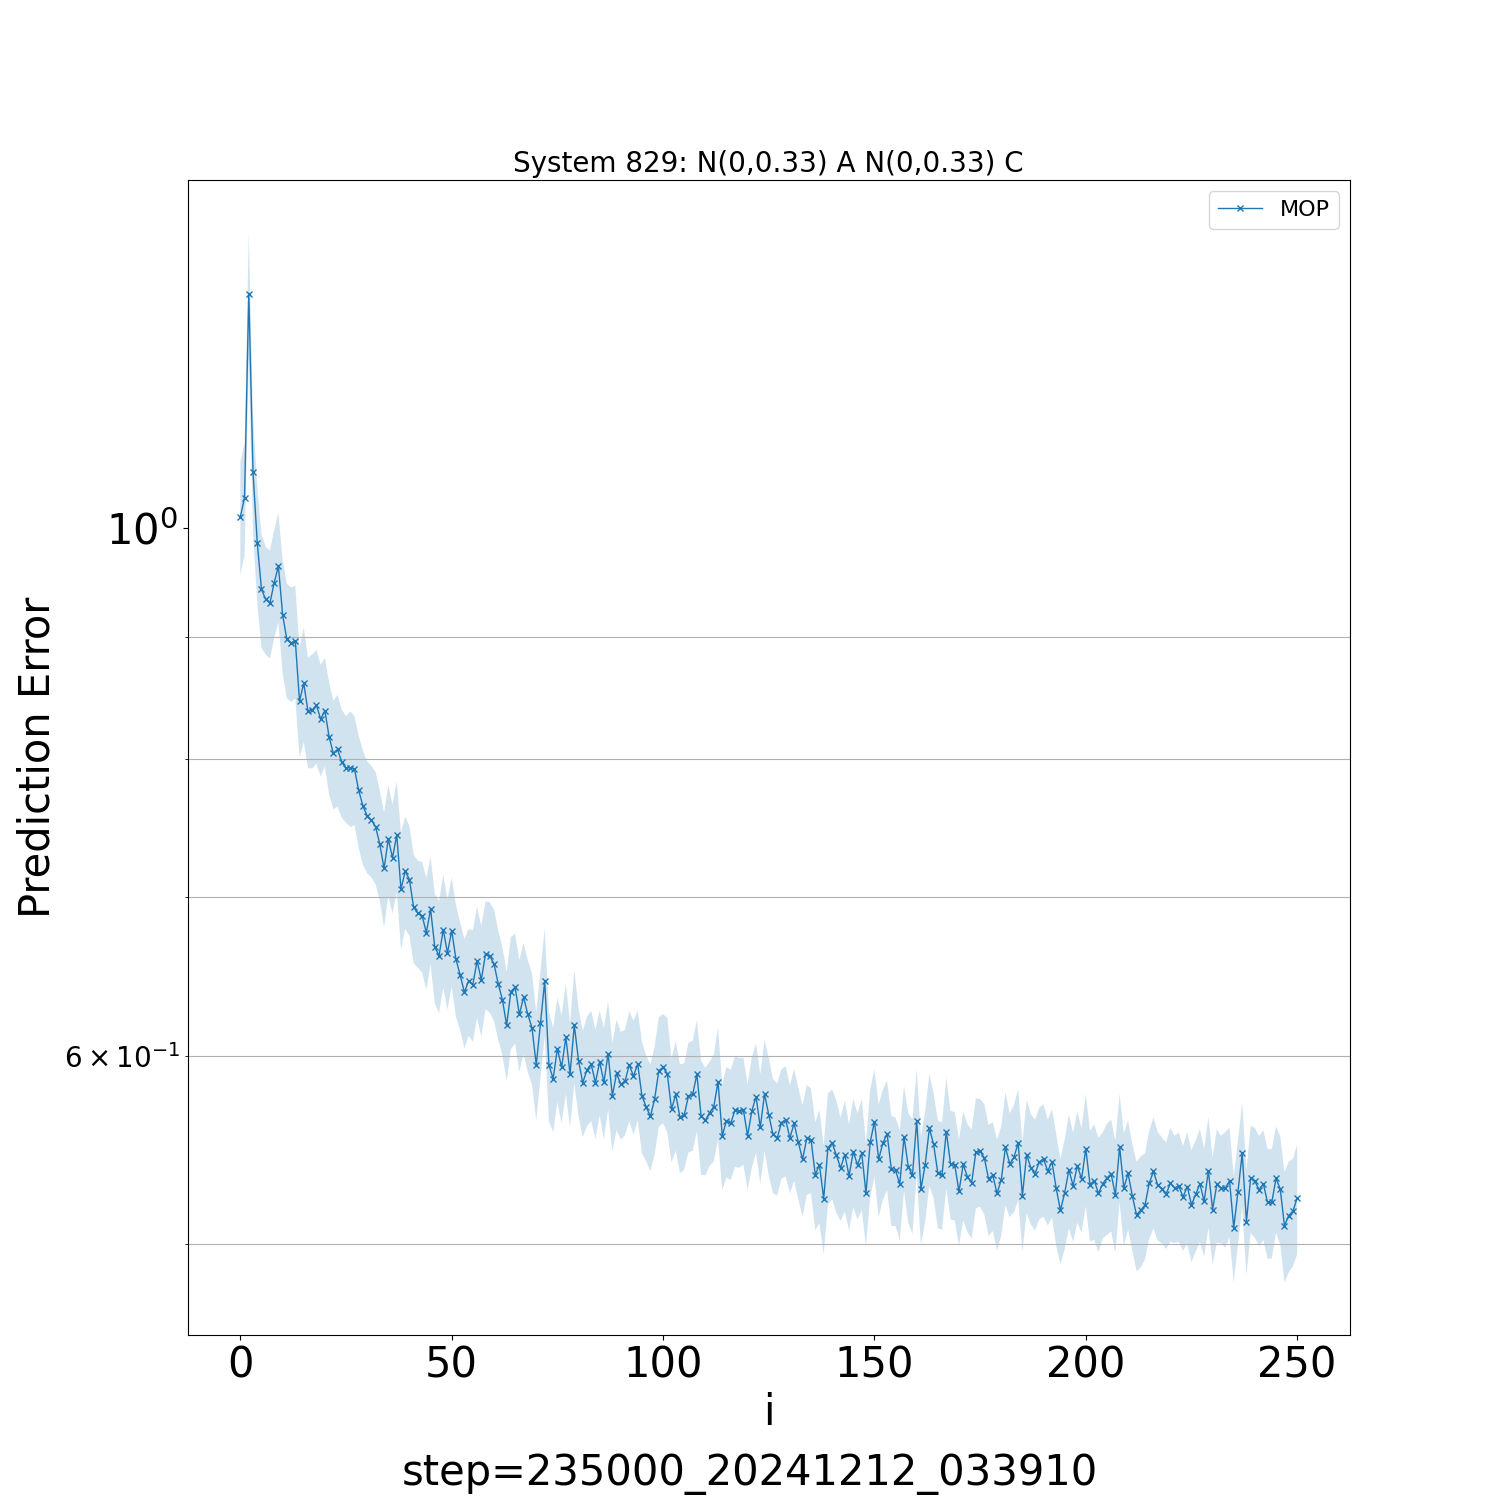 System 829: N(0,0.33) A N(0,0.33) C
MOP
10⁰
6 × 10⁻¹
Prediction Error
0 50 100 150 200 250
i
step=235000_20241212_033910